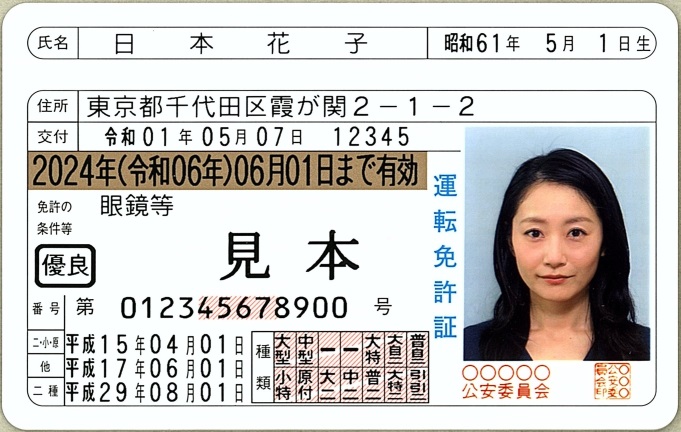 氏名 日本花子 昭和61年 5月 1日生
住所 東京都千代田区霞が関2-1-2
交付 令和01年05月07日 12345
2024年(令和06年)06月01日まで有効
免許の条件等 眼鏡等
見本
優良
番号 第 012345678900 号
二・小・原 平成15年04月01日
他 平成17年06月01日
二種 平成29年08月01日
種類 大型 中型 一 一 大特 大自二 普自二
小特 原付 大二 中二 普二 大特二 引引二
運転免許証
○○○○○
公安委員会